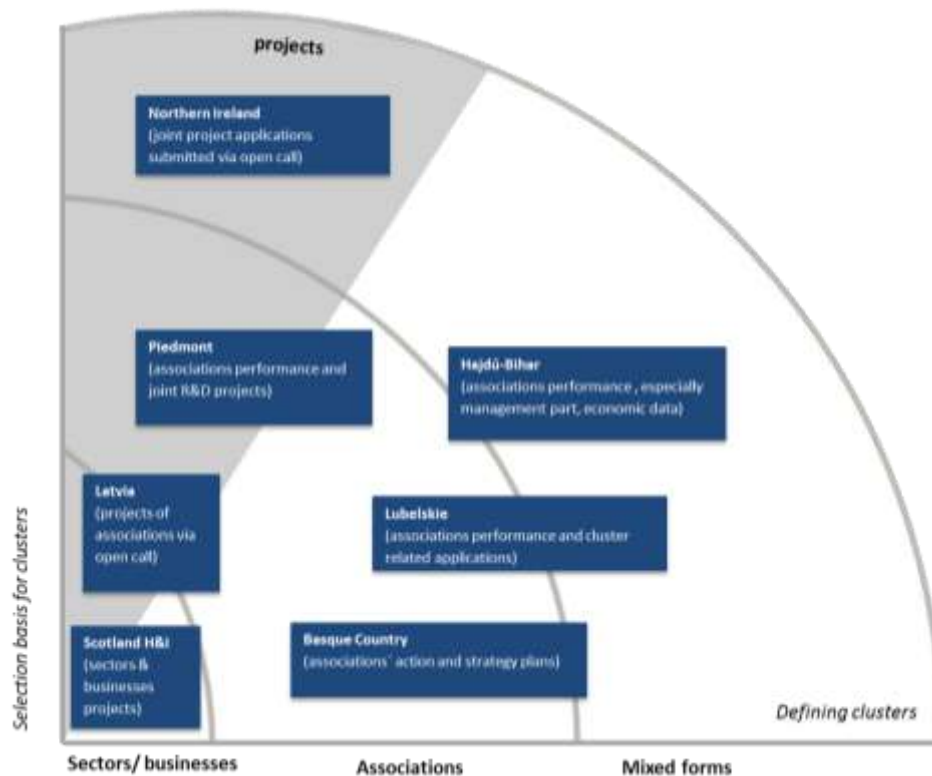 projects
Northern Ireland
(joint project applications
submitted via open call)
Piedmont
(associations performance and
joint R&D projects)
Hajdú-Bihar
(associations performance , especially
management part, economic data)
Latvia
(projects of
associations via
open call)
Lubelskie
(associations performance and cluster
related applications)
Scotland H&I
(sectors &
businesses
projects)
Basque Country
(associations´ action and strategy plans)
Selection basis for clusters
Defining clusters
Sectors/ businesses
Associations
Mixed forms